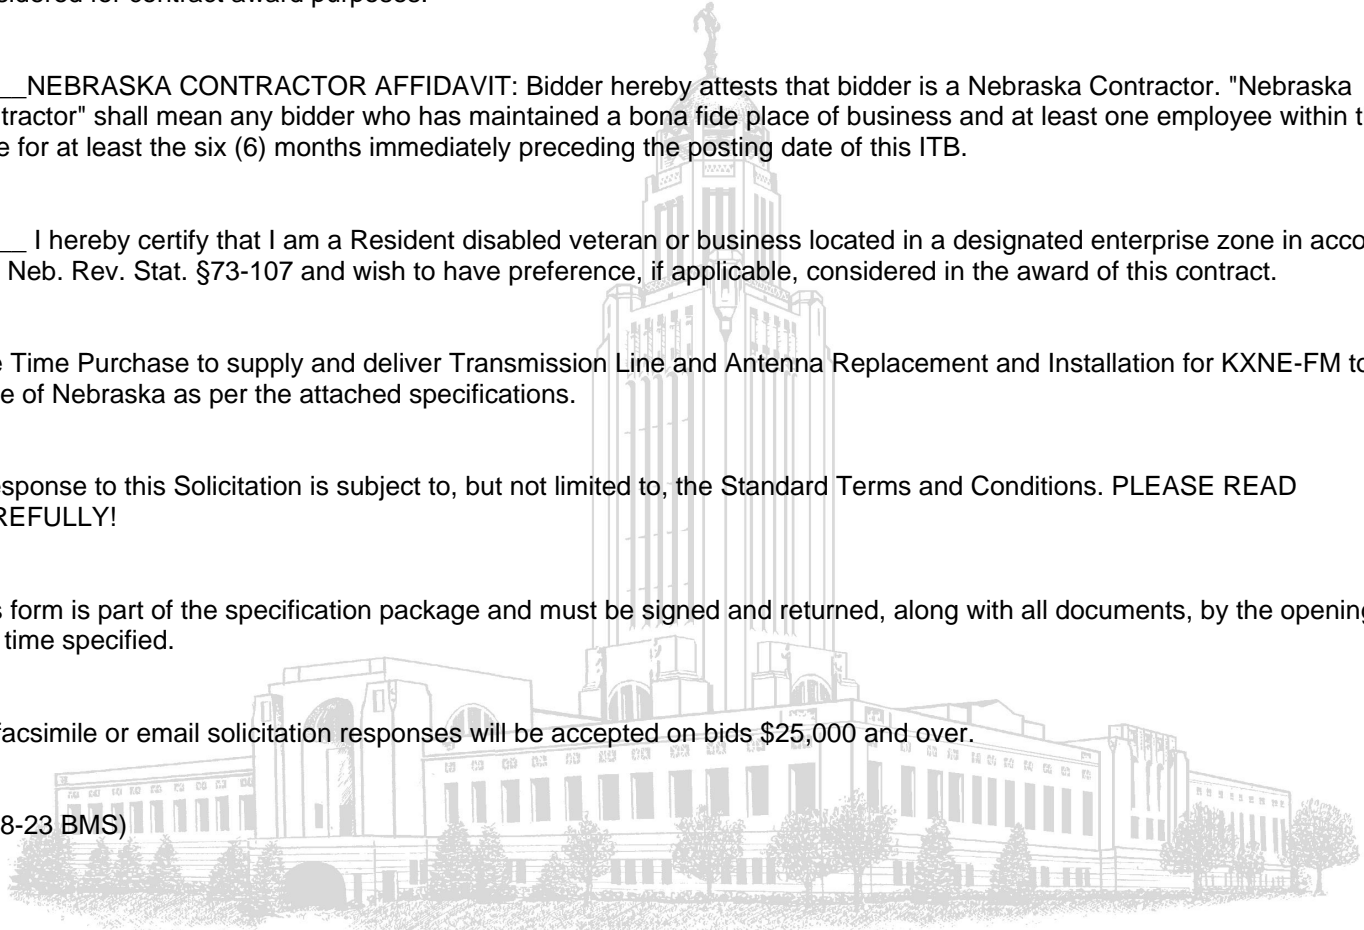 sidered for contract award purposes.
__NEBRASKA CONTRACTOR AFFIDAVIT: Bidder hereby attests that bidder is a Nebraska Contractor. "Nebraska
tractor" shall mean any bidder who has maintained a bona fide place of business and at least one employee within t
e for at least the six (6) months immediately preceding the posting date of this ITB.
__ I hereby certify that I am a Resident disabled veteran or business located in a designated enterprise zone in acco
Neb. Rev. Stat. §73-107 and wish to have preference, if applicable, considered in the award of this contract.
e Time Purchase to supply and deliver Transmission Line and Antenna Replacement and Installation for KXNE-FM to
e of Nebraska as per the attached specifications.
esponse to this Solicitation is subject to, but not limited to, the Standard Terms and Conditions. PLEASE READ
REFULLY!
s form is part of the specification package and must be signed and returned, along with all documents, by the opening
time specified.
facsimile or email solicitation responses will be accepted on bids $25,000 and over.
8-23 BMS)